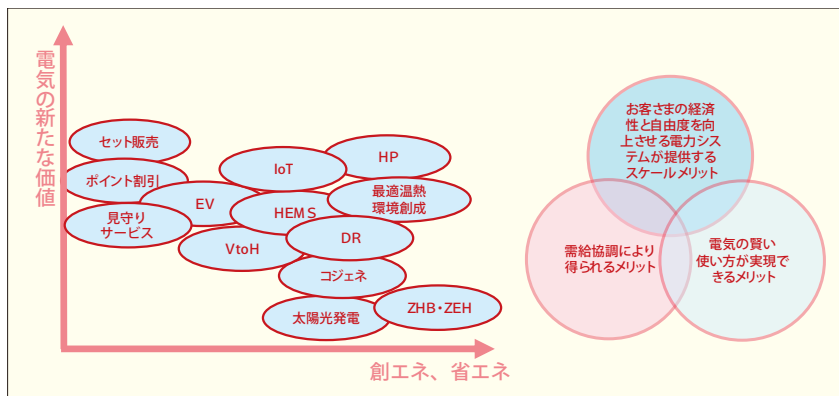 電気の新たな価値
セット販売
ポイント割引
見守り
サービス
EV
VtoH
IoT
HEMS
HP
最適温熱
環境創成
DR
コジェネ
太陽光発電
ZHB・ZEH
創エネ、省エネ
お客さまの経済
性と自由度を向
上させる電力シス
テムが提供する
スケールメリット
需給協調により
得られるメリット
電気の賢い
使い方が実現で
きるメリット